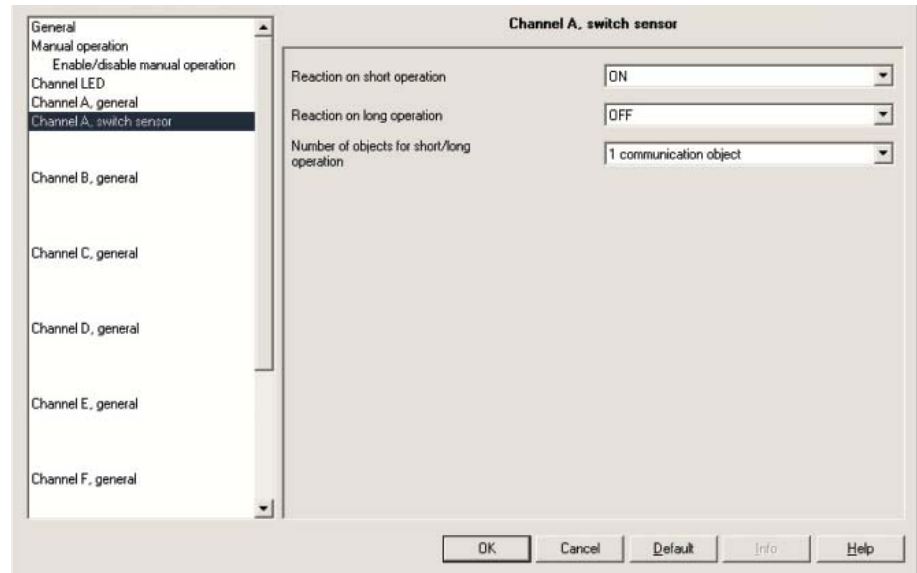 Channel A, switch sensor
General
Manual operation
Enable/disable manual operation
Channel LED
Channel A, general
Channel A, switch sensor
Channel B, general
Channel C, general
Channel D, general
Channel E, general
Channel F, general
Reaction on short operation
ON
Reaction on long operation
OFF
Number of objects for short/long
operation
1 communication object
OK
Cancel
Default
Info
Help